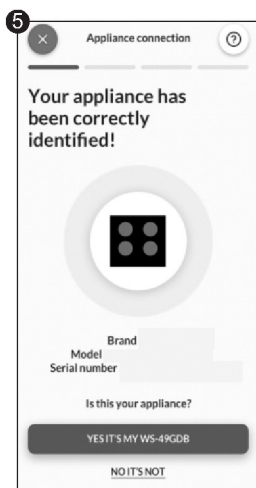 5
Appliance connection
?
Your appliance has
been correctly
identified!
Brand
Model
Serial number
Is this your appliance?
YES IT'S MY WS-49GDB
NO IT'S NOT